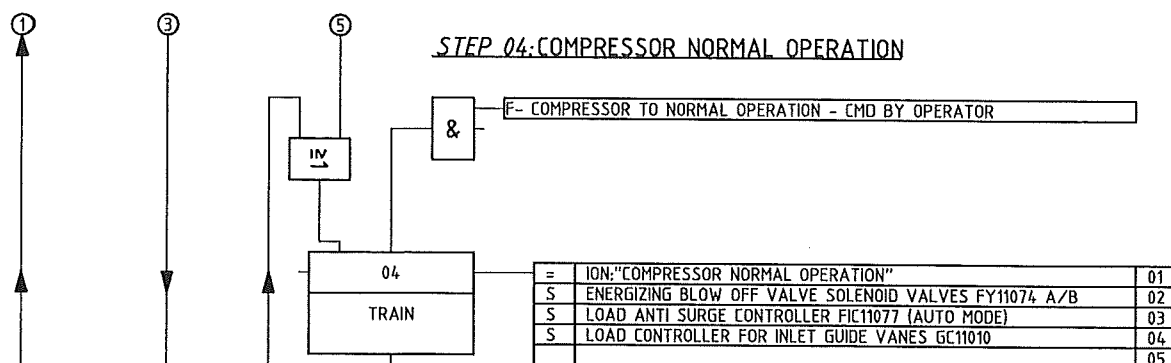 1 3 5
STEP 04:COMPRESSOR NORMAL OPERATION
F- COMPRESSOR TO NORMAL OPERATION - CMD BY OPERATOR
&
≥1
04
TRAIN
= ION:"COMPRESSOR NORMAL OPERATION" 01
S ENERGIZING BLOW OFF VALVE SOLENOID VALVES FY11074 A/B 02
S LOAD ANTI SURGE CONTROLLER FIC11077 (AUTO MODE) 03
S LOAD CONTROLLER FOR INLET GUIDE VANES GC11010 04
05